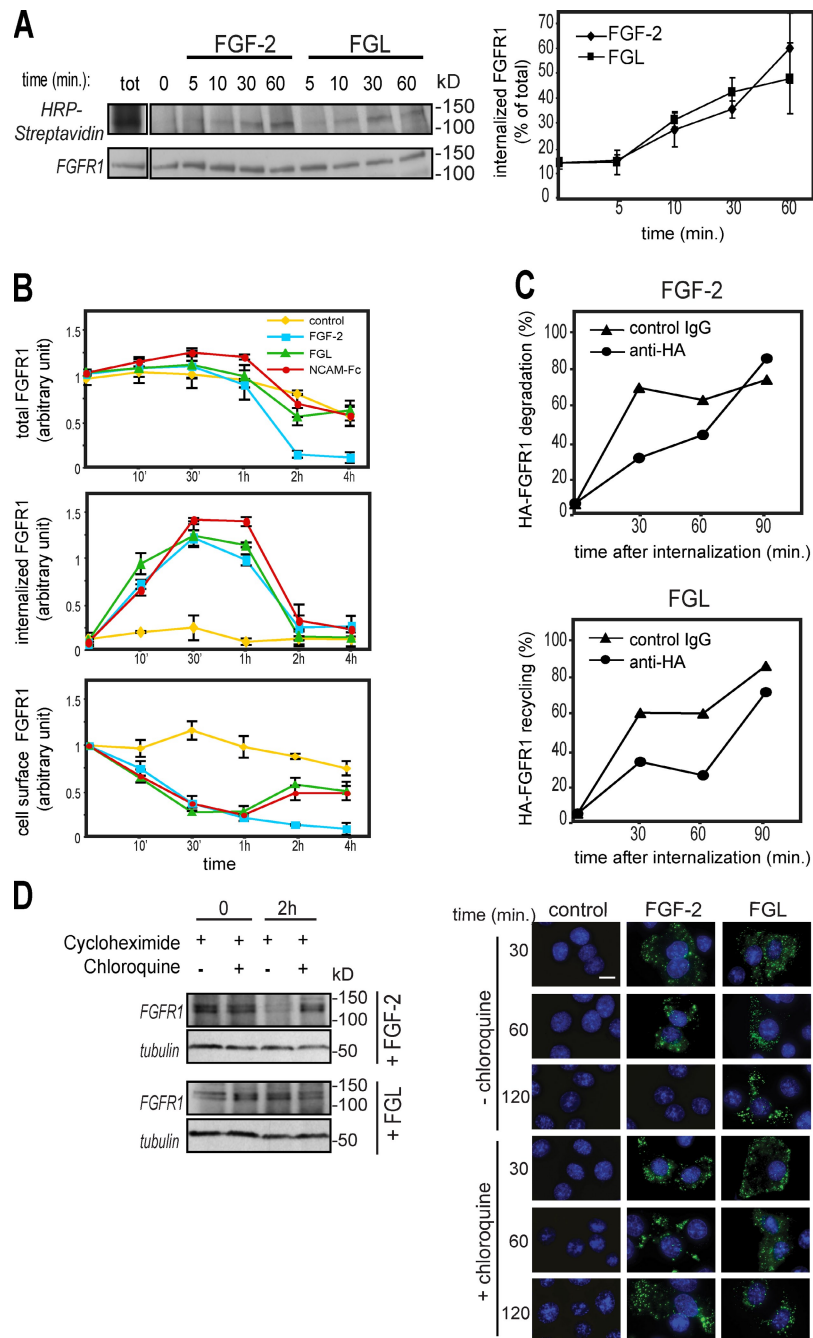 A
FGF-2 FGL
time (min.): tot 0 5 10 30 60 5 10 30 60 kD
HRP-
Streptavidin
-150
-100
FGFR1
-150
-100
internalized FGFR1
(% of total)
70
60
50
40
30
20
10
0
FGF-2
FGL
5 10 30 60
time (min.)
B
total FGFR1
(arbitrary unit)
1.5
1
0.5
0
control
FGF-2
FGL
NCAM-Fc
10' 30' 1h 2h 4h
internalized FGFR1
(arbitrary unit)
1.5
1
0.5
0
10' 30' 1h 2h 4h
cell surface FGFR1
(arbitrary unit)
1.5
1
0.5
0
10' 30' 1h 2h 4h
time
C
FGF-2
HA-FGFR1 degradation (%)
100
80
60
40
20
0
control IgG
anti-HA
30 60 90
time after internalization (min.)
FGL
HA-FGFR1 recycling (%)
100
80
60
40
20
0
control IgG
anti-HA
30 60 90
time after internalization (min.)
D
0 2h
Cycloheximide + + + +
Chloroquine - + - +
kD
FGFR1
-150
-100
tubulin
-50
+ FGF-2
FGFR1
-150
-100
tubulin
-50
+ FGL
time (min.) control FGF-2 FGL
30
60
120
- chloroquine
30
60
120
+ chloroquine